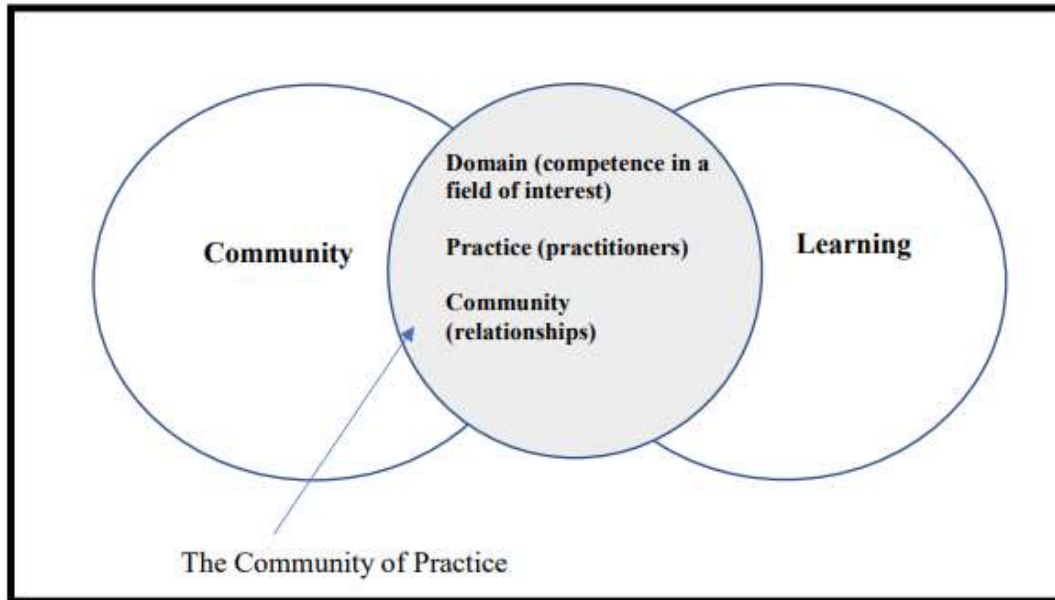 Community
Domain (competence in a
field of interest)
Practice (practitioners)
Community
(relationships)
Learning
The Community of Practice